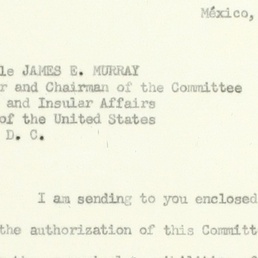 México,
le JAMES E. MURRAY
r and Chairman of the Committee
and Insular Affairs
of the United States
D. C.
I am sending to you enclosed
the authorization of this Committ